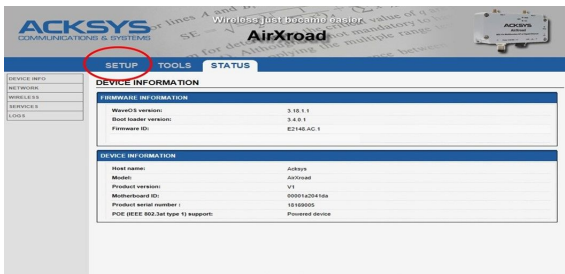 ACKSYS
COMMUNICATIONS & SYSTEMS
Wireless just became easier
AirXroad
ACKSYS
SETUP TOOLS STATUS
DEVICE INFO
NETWORK
WIRELESS
SERVICES
LOGS
DEVICE INFORMATION
FIRMWARE INFORMATION
WaveOS version: 3.18.1.1
Boot loader version: 3.4.0.1
Firmware ID: E2148.AC.1
DEVICE INFORMATION
Host name: Acksys
Model: AirXroad
Product version: V1
Motherboard ID: 00001a2041da
Product serial number : 18169005
POE (IEEE 802.3at type 1) support: Powered device